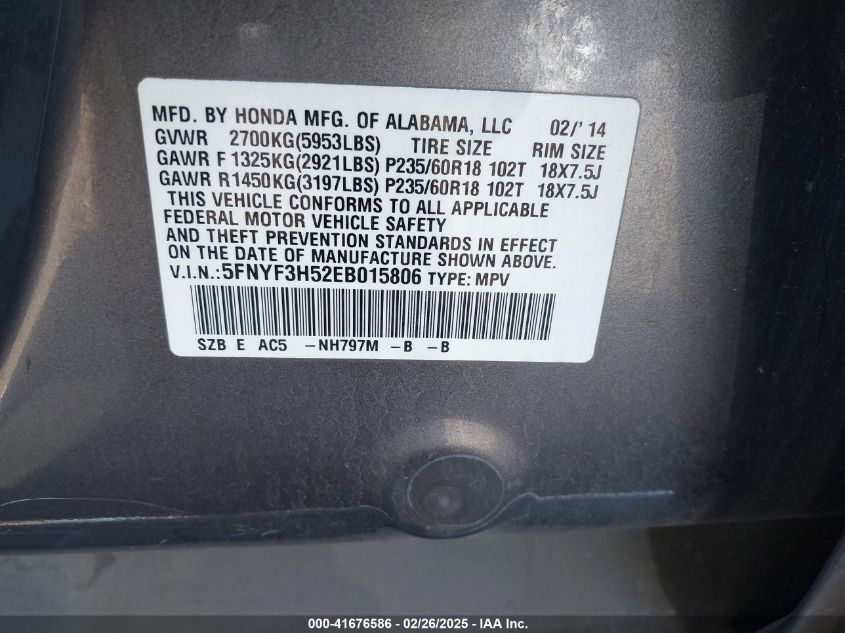 MFD. BY HONDA MFG. OF ALABAMA, LLC 02/' 14
GVWR 2700KG(5953LBS) TIRE SIZE RIM SIZE
GAWR F 1325KG(2921LBS) P235/60R18 102T 18X7.5J
GAWR R1450KG(3197LBS) P235/60R18 102T 18X7.5J
THIS VEHICLE CONFORMS TO ALL APPLICABLE
FEDERAL MOTOR VEHICLE SAFETY
AND THEFT PREVENTION STANDARDS IN EFFECT
ON THE DATE OF MANUFACTURE SHOWN ABOVE.
V.I.N.:5FNYF3H52EB015806 TYPE: MPV
SZB E AC5 -NH797M -B -B
000-41676586 - 02/26/2025 - IAA Inc.